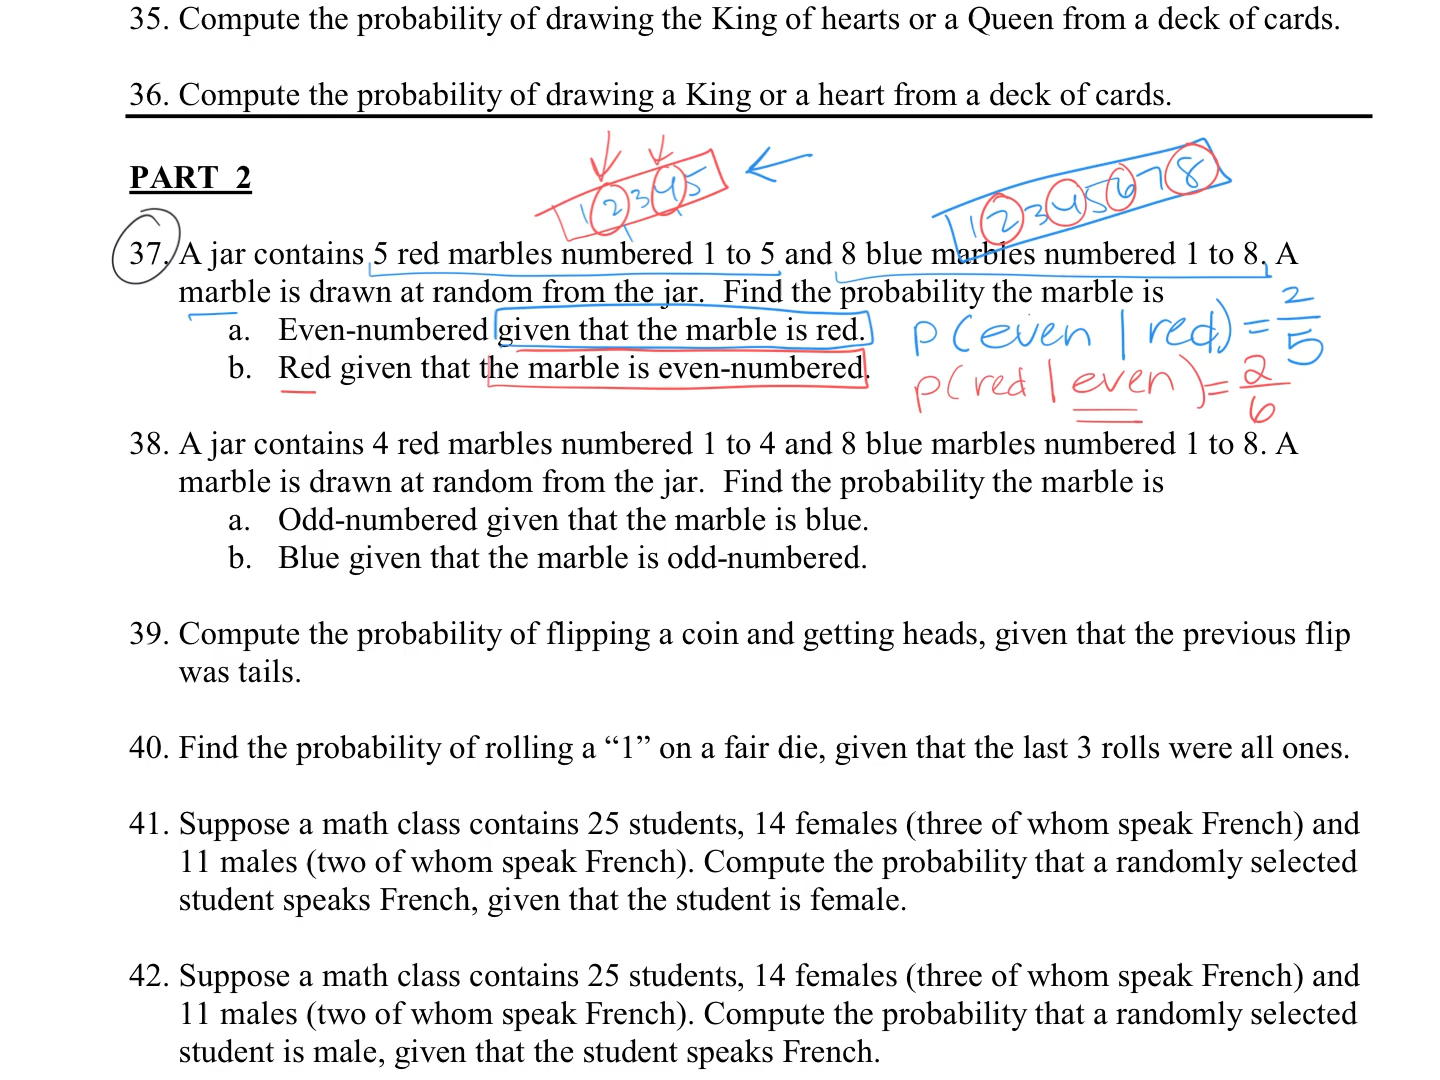 35. Compute the probability of drawing the King of hearts or a Queen from a deck of cards.
36. Compute the probability of drawing a King or a heart from a deck of cards.
PART 2
1 2 3 4 5
1 2 3 4 5 6 7 8
37. A jar contains 5 red marbles numbered 1 to 5 and 8 blue marbles numbered 1 to 8. A
marble is drawn at random from the jar. Find the probability the marble is
a. Even-numbered given that the marble is red.
P(even | red) = 2/5
b. Red given that the marble is even-numbered.
P(red | even) = 2/6
38. A jar contains 4 red marbles numbered 1 to 4 and 8 blue marbles numbered 1 to 8. A
marble is drawn at random from the jar. Find the probability the marble is
a. Odd-numbered given that the marble is blue.
b. Blue given that the marble is odd-numbered.
39. Compute the probability of flipping a coin and getting heads, given that the previous flip
was tails.
40. Find the probability of rolling a “1” on a fair die, given that the last 3 rolls were all ones.
41. Suppose a math class contains 25 students, 14 females (three of whom speak French) and
11 males (two of whom speak French). Compute the probability that a randomly selected
student speaks French, given that the student is female.
42. Suppose a math class contains 25 students, 14 females (three of whom speak French) and
11 males (two of whom speak French). Compute the probability that a randomly selected
student is male, given that the student speaks French.